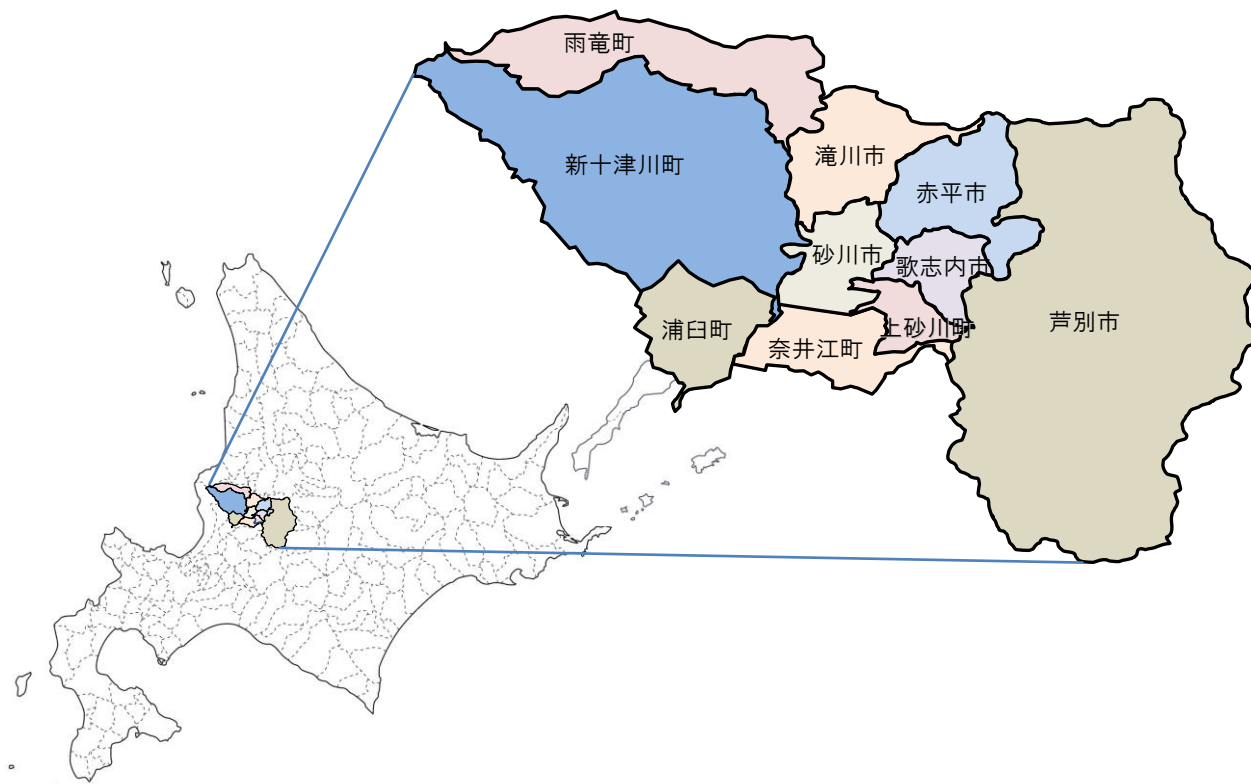 雨竜町
滝川市
新十津川町
赤平市
砂川市
歌志内市
芦別市
浦臼町
上砂川町
奈井江町